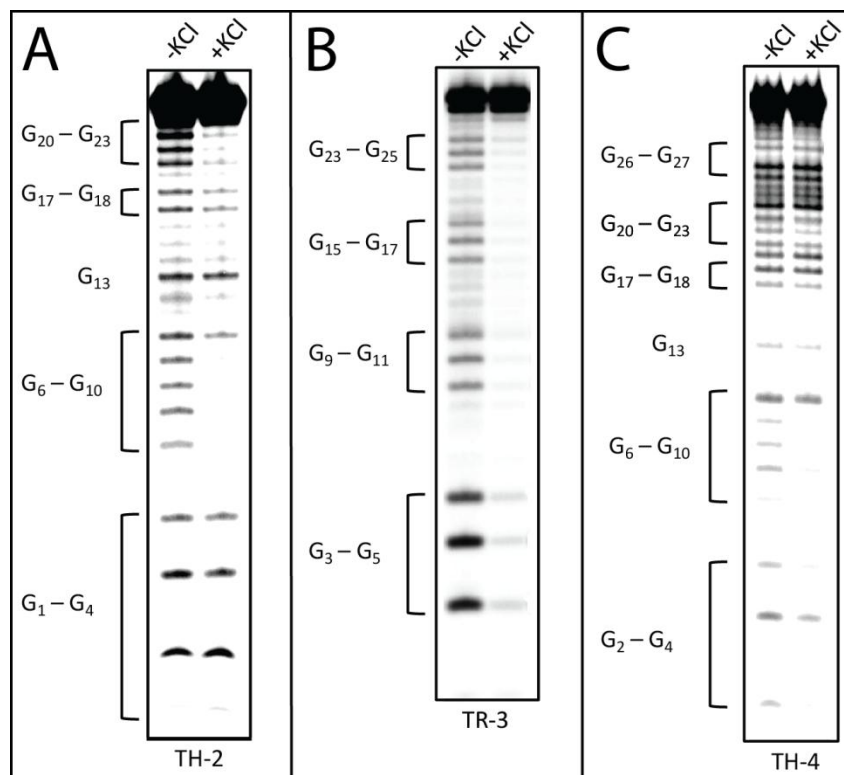 A
-KCl +KCl
G₂₀ – G₂₃
G₁₇ – G₁₈
G₁₃
G₆ – G₁₀
G₁ – G₄
TH-2
B
-KCl +KCl
G₂₃ – G₂₅
G₁₅ – G₁₇
G₉ – G₁₁
G₃ – G₅
TR-3
C
-KCl +KCl
G₂₆ – G₂₇
G₂₀ – G₂₃
G₁₇ – G₁₈
G₁₃
G₆ – G₁₀
G₂ – G₄
TH-4